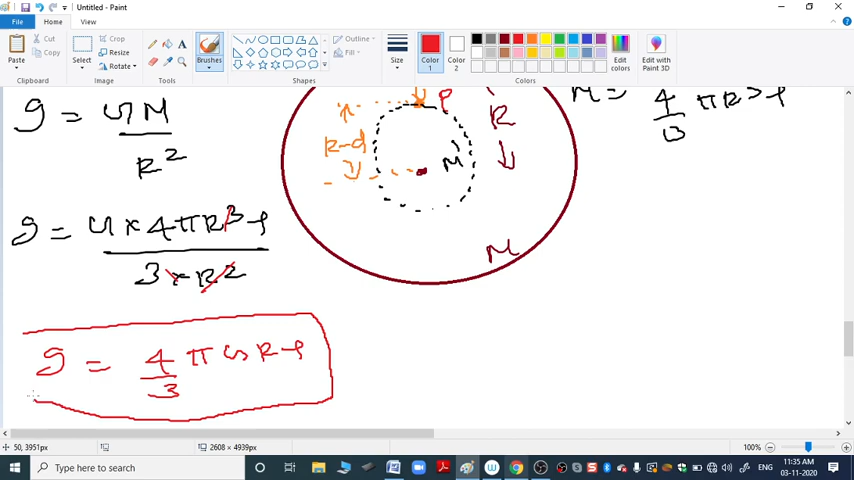 Untitled - Paint
File Home View
Cut
Copy
Paste
Clipboard
Select
Crop
Resize
Rotate
Image
Brushes
Tools
Shapes
Outline
Fill
Size
Color 1
Color 2
Colors
Edit colors
Edit with Paint 3D
g = GM / R²
g = G × 4πR³ρ / 3 × R²
g = 4/3 πGRρ
P
R-d
M'
R
M
M = 4/3 πR³ρ
50, 3951px
2608 × 4939px
100%
Type here to search
ENG
11:35 AM
03-11-2020